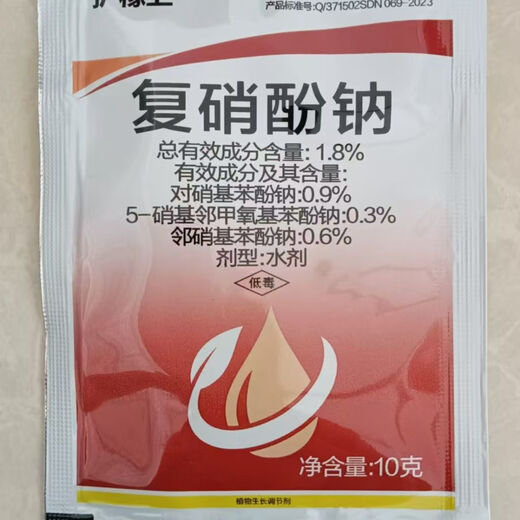 产品标准号:Q/371502SDN 069-2023
复硝酚钠
总有效成分含量: 1.8%
有效成分及其含量:
对硝基苯酚钠:0.9%
5-硝基邻甲氧基苯酚钠:0.3%
邻硝基苯酚钠:0.6%
剂型:水剂
低毒
净含量:10克
植物生长调节剂